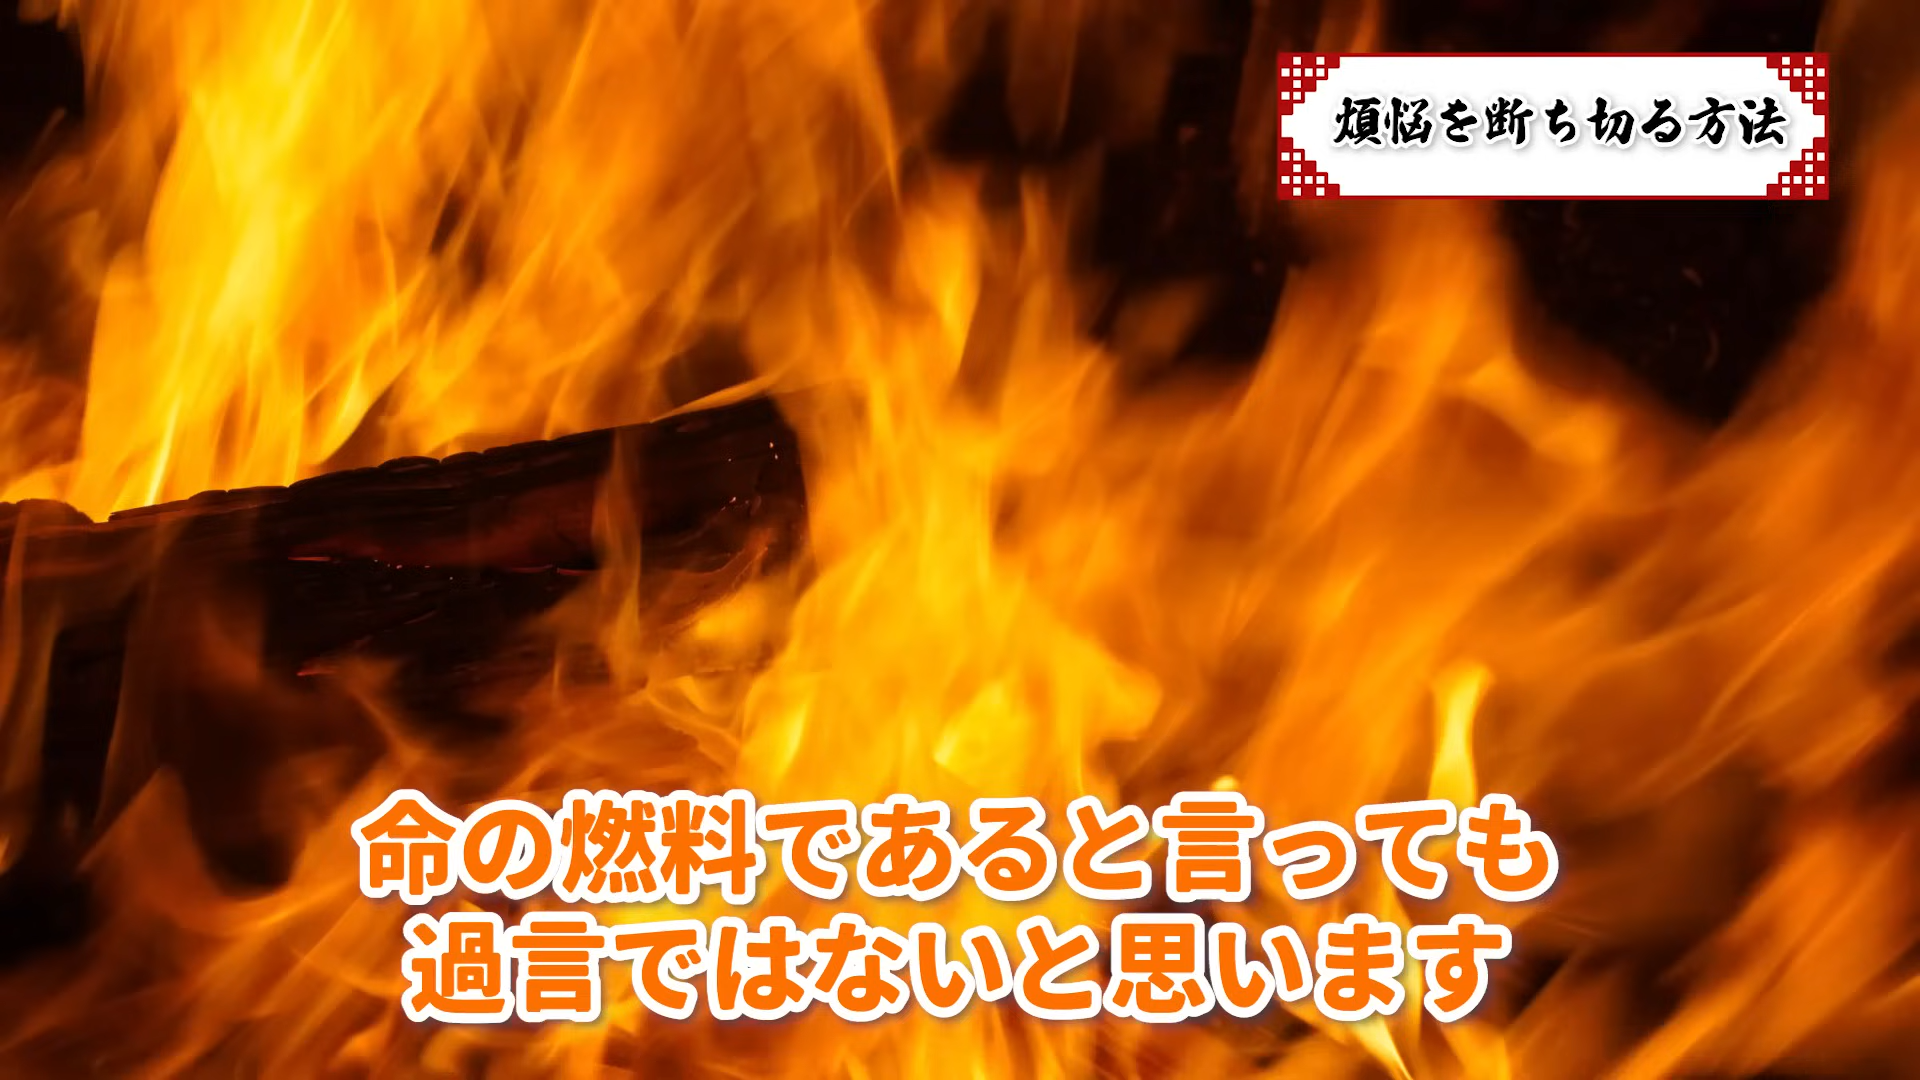 煩悩を断ち切る方法
命の燃料であると言っても
過言ではないと思います